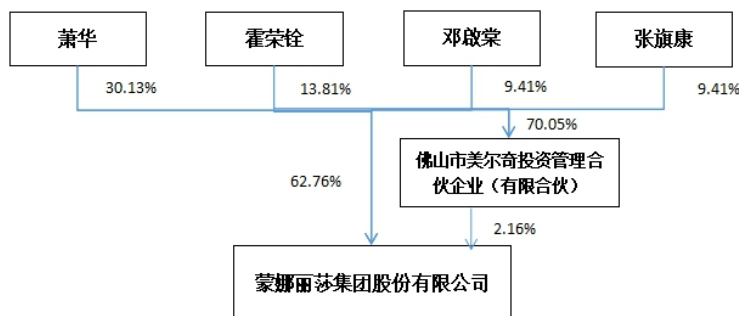 萧华
霍荣铨
邓啟棠
张旗康
30.13%
13.81%
9.41%
9.41%
70.05%
佛山市美尔奇投资管理合
伙企业（有限合伙）
62.76%
2.16%
蒙娜丽莎集团股份有限公司